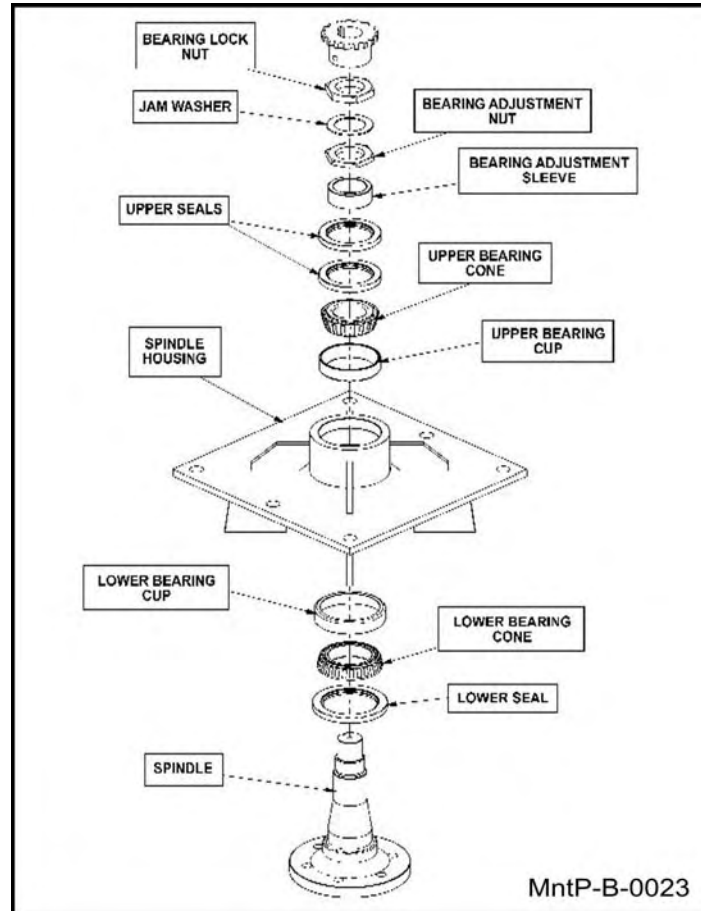 BEARING LOCK
NUT
JAM WASHER
BEARING ADJUSTMENT
NUT
BEARING ADJUSTMENT
SLEEVE
UPPER SEALS
UPPER BEARING
CONE
UPPER BEARING
CUP
SPINDLE
HOUSING
LOWER BEARING
CUP
LOWER BEARING
CONE
LOWER SEAL
SPINDLE
MntP-B-0023